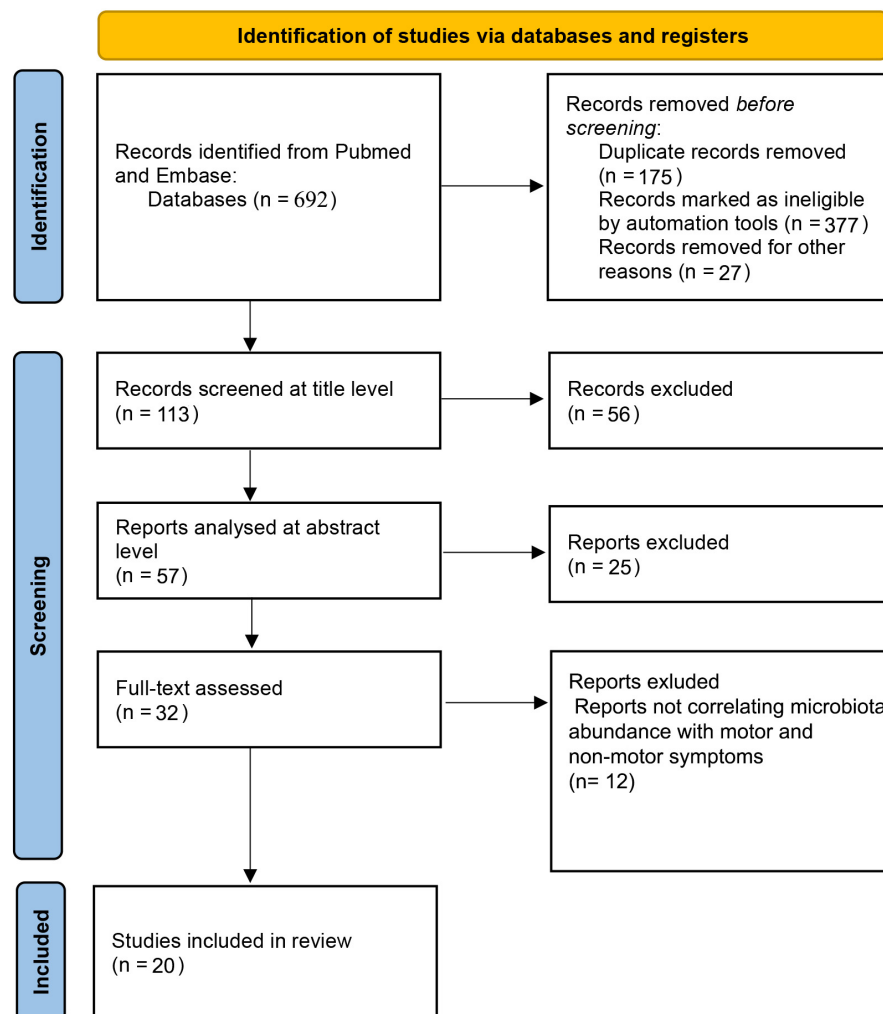 Identification of studies via databases and registers
Identification
Records identified from Pubmed
and Embase:
Databases (n = 692)
Records removed before
screening:
Duplicate records removed
(n = 175)
Records marked as ineligible
by automation tools (n = 377)
Records removed for other
reasons (n = 27)
Screening
Records screened at title level
(n = 113)
Records excluded
(n = 56)
Reports analysed at abstract
level
(n = 57)
Reports excluded
(n = 25)
Full-text assessed
(n = 32)
Reports exluded
Reports not correlating microbiota
abundance with motor and
non-motor symptoms
(n= 12)
Included
Studies included in review
(n = 20)